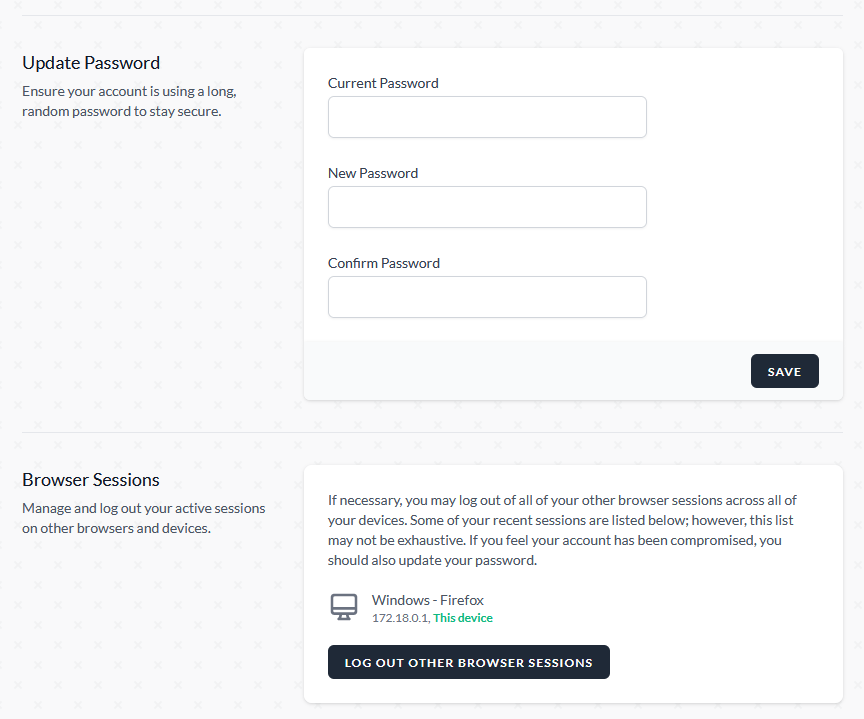 Update Password
Ensure your account is using a long,
random password to stay secure.
Current Password
New Password
Confirm Password
SAVE
Browser Sessions
Manage and log out your active sessions
on other browsers and devices.
If necessary, you may log out of all of your other browser sessions across all of
your devices. Some of your recent sessions are listed below; however, this list
may not be exhaustive. If you feel your account has been compromised, you
should also update your password.
Windows - Firefox
172.18.0.1, This device
LOG OUT OTHER BROWSER SESSIONS